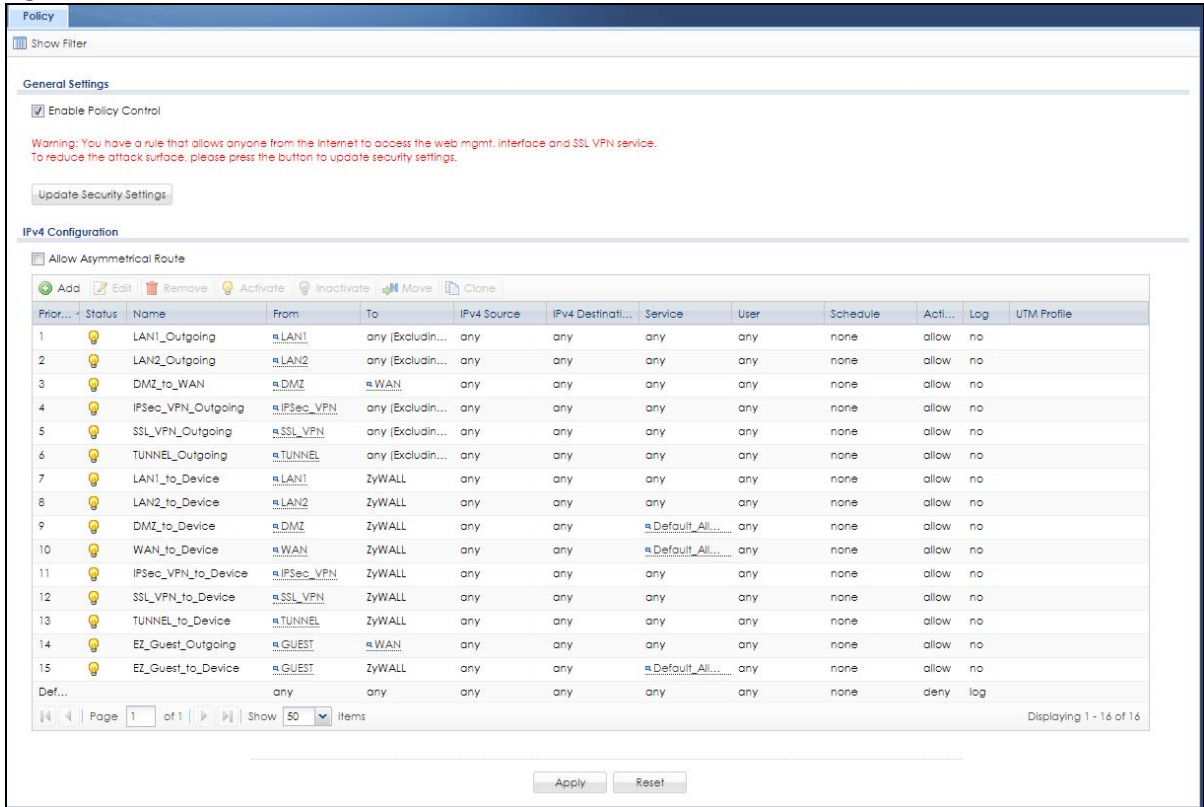 Policy
Show Filter
General Settings
Enable Policy Control
Warning: You have a rule that allows anyone from the Internet to access the web mgmt. interface and SSL VPN service.
To reduce the attack surface, please press the button to update security settings.
Update Security Settings
IPv4 Configuration
Allow Asymmetrical Route
Add Edit Remove Activate Inactivate Move Clone
Prior... Status Name From To IPv4 Source IPv4 Destinati... Service User Schedule Acti... Log UTM Profile
1 LAN1_Outgoing LAN1 any (Excludin... any any any any none allow no
2 LAN2_Outgoing LAN2 any (Excludin... any any any any none allow no
3 DMZ_to_WAN DMZ WAN any any any any none allow no
4 IPSec_VPN_Outgoing IPSec_VPN any (Excludin... any any any any none allow no
5 SSL_VPN_Outgoing SSL_VPN any (Excludin... any any any any none allow no
6 TUNNEL_Outgoing TUNNEL any (Excludin... any any any any none allow no
7 LAN1_to_Device LAN1 ZyWALL any any any any none allow no
8 LAN2_to_Device LAN2 ZyWALL any any any any none allow no
9 DMZ_to_Device DMZ ZyWALL any any Default_All... any none allow no
10 WAN_to_Device WAN ZyWALL any any Default_All... any none allow no
11 IPSec_VPN_to_Device IPSec_VPN ZyWALL any any any any none allow no
12 SSL_VPN_to_Device SSL_VPN ZyWALL any any any any none allow no
13 TUNNEL_to_Device TUNNEL ZyWALL any any any any none allow no
14 EZ_Guest_Outgoing GUEST WAN any any any any none allow no
15 EZ_Guest_to_Device GUEST ZyWALL any any Default_All... any none allow no
Def... any any any any any any none deny log
Page 1 of 1 Show 50 items Displaying 1 - 16 of 16
Apply Reset